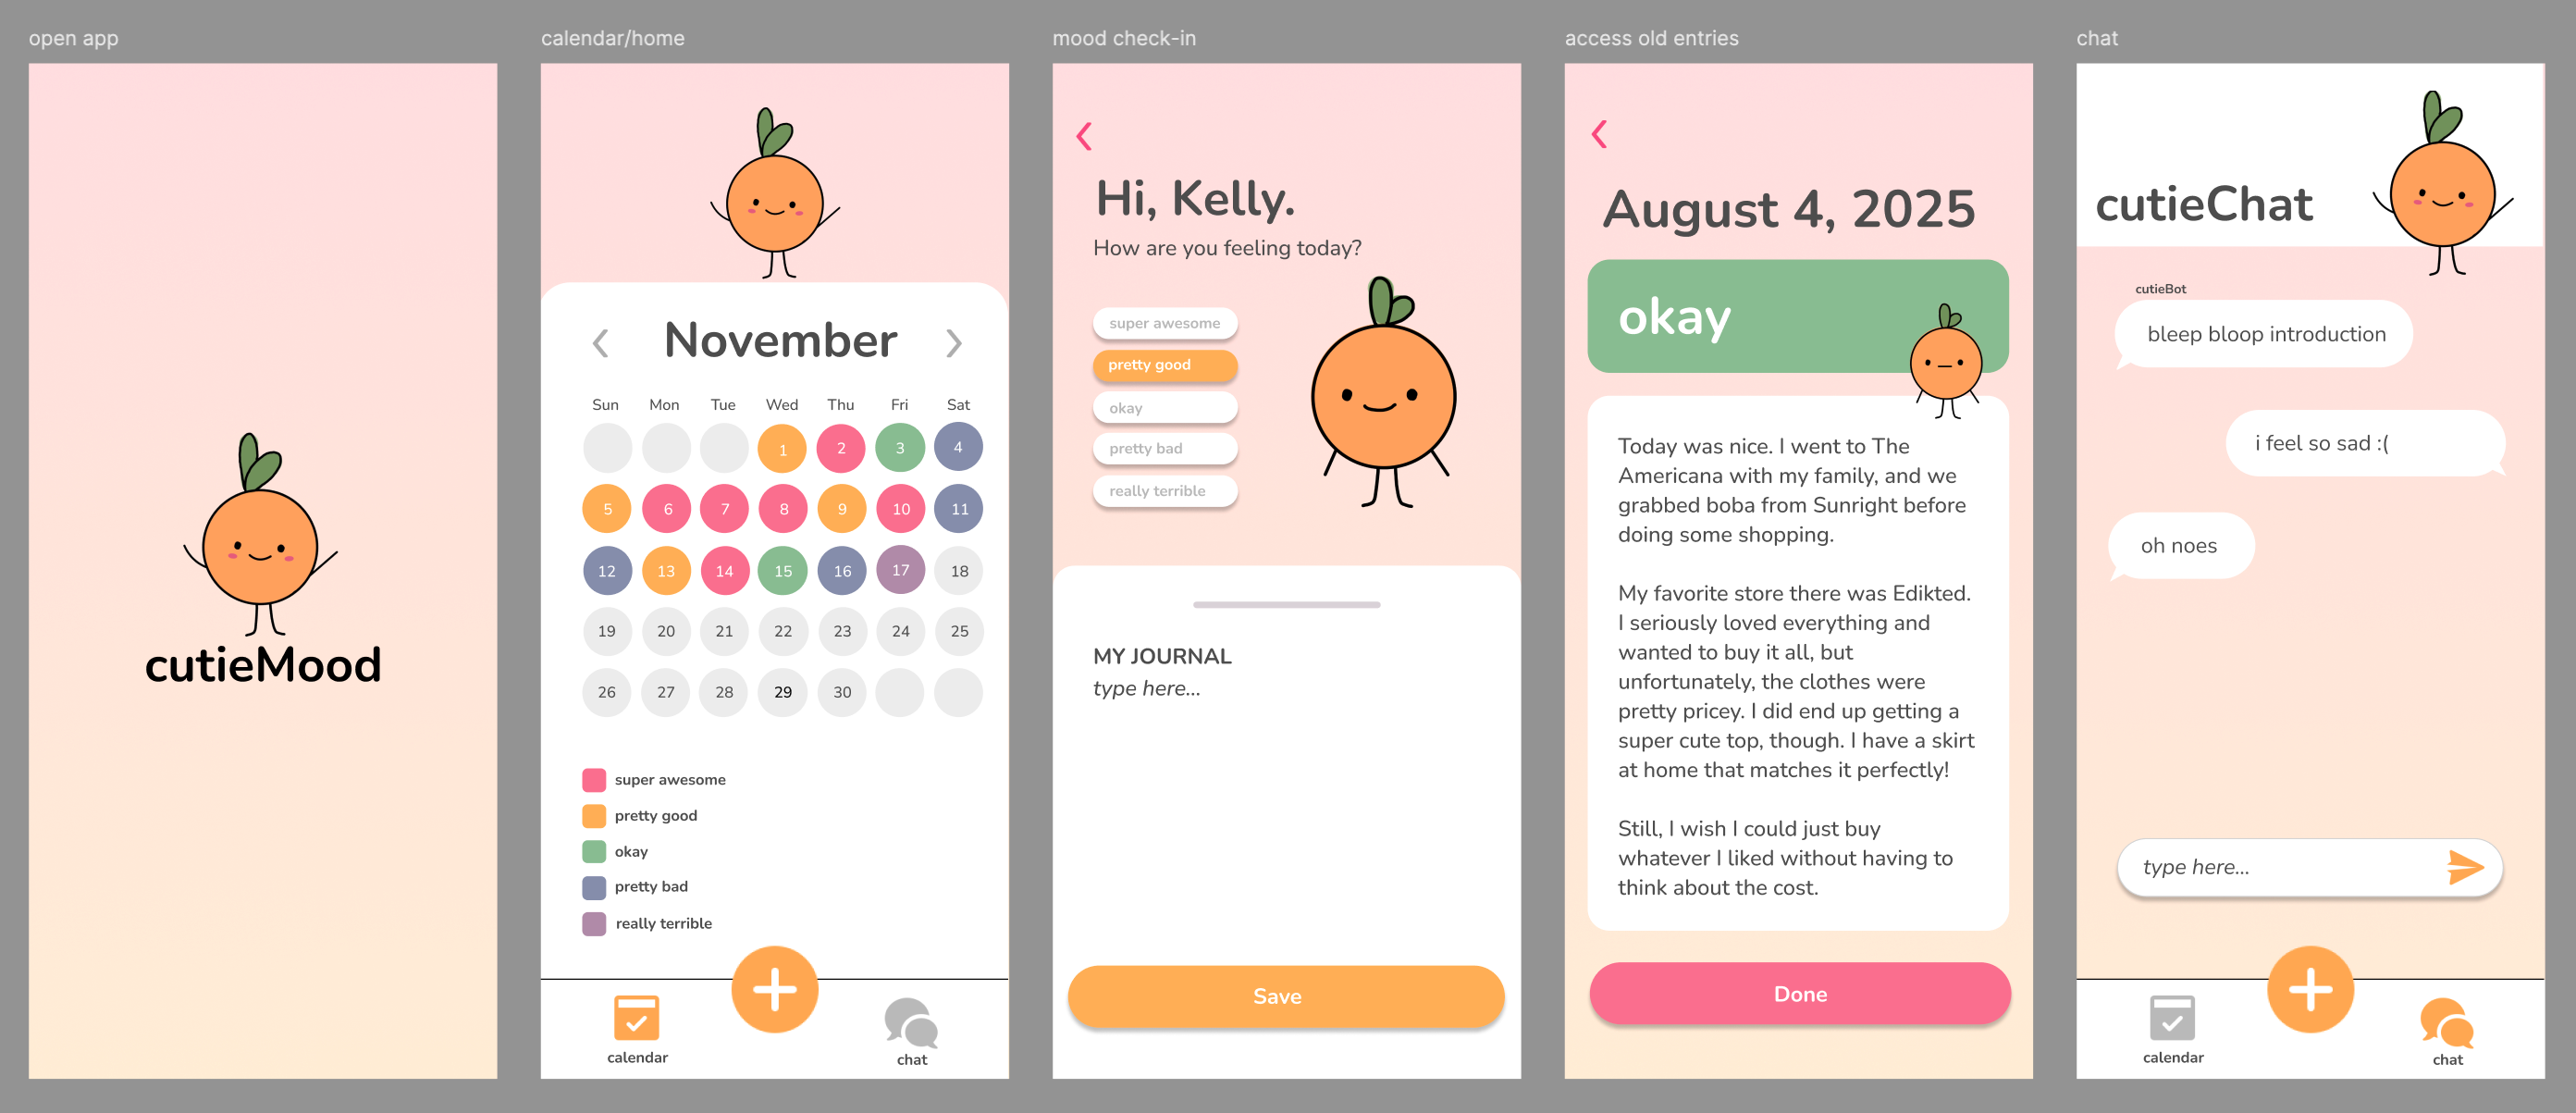 open app
cutieMood
calendar/home
November
Sun Mon Tue Wed Thu Fri Sat
1 2 3 4
5 6 7 8 9 10 11
12 13 14 15 16 17 18
19 20 21 22 23 24 25
26 27 28 29 30
super awesome
pretty good
okay
pretty bad
really terrible
calendar
chat
mood check-in
Hi, Kelly.
How are you feeling today?
super awesome
pretty good
okay
pretty bad
really terrible
MY JOURNAL
type here...
Save
access old entries
August 4, 2025
okay
Today was nice. I went to The
Americana with my family, and we
grabbed boba from Sunright before
doing some shopping.
My favorite store there was Edikted.
I seriously loved everything and
wanted to buy it all, but
unfortunately, the clothes were
pretty pricey. I did end up getting a
super cute top, though. I have a skirt
at home that matches it perfectly!
Still, I wish I could just buy
whatever I liked without having to
think about the cost.
Done
chat
cutieChat
cutieBot
bleep bloop introduction
i feel so sad :(
oh noes
type here...
calendar
chat